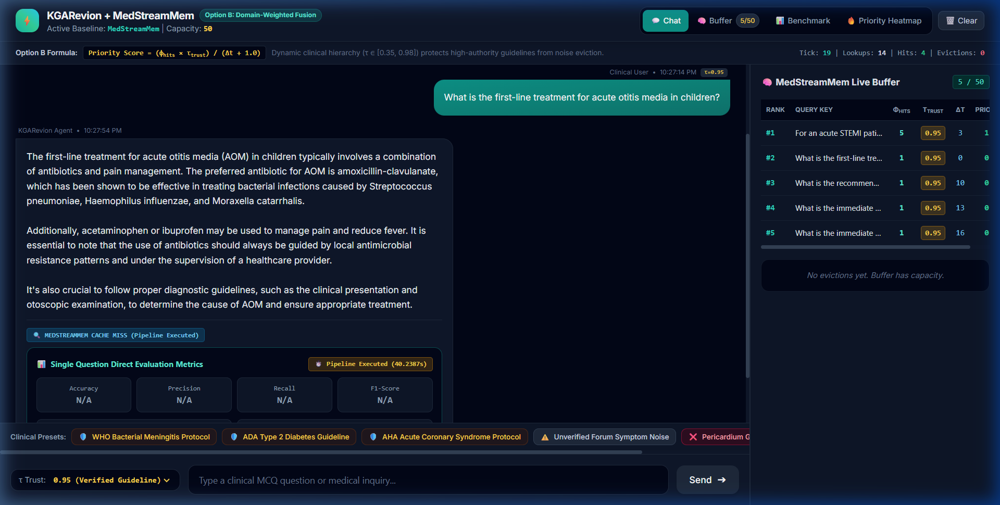 KGARevion + MedStreamMem
Option B: Domain-Weighted Fusion
Active Baseline: MedStreamMem | Capacity: 50
Chat
Buffer 5/50
Benchmark
Priority Heatmap
Clear
Option B Formula: Priority Score = (ϕhits × τtrust) / (Δt + 1.0) Dynamic clinical hierarchy (τ ∈ [0.35, 0.98]) protects high-authority guidelines from noise eviction.
Tick: 19 | Lookups: 14 | Hits: 4 | Evictions: 0
Clinical User • 10:27:14 PM τ=0.95
What is the first-line treatment for acute otitis media in children?
KGARevion Agent • 10:27:54 PM
The first-line treatment for acute otitis media (AOM) in children typically involves a combination
of antibiotics and pain management. The preferred antibiotic for AOM is amoxicillin-clavulanate,
which has been shown to be effective in treating bacterial infections caused by Streptococcus
pneumoniae, Haemophilus influenzae, and Moraxella catarrhalis.
Additionally, acetaminophen or ibuprofen may be used to manage pain and reduce fever. It is
essential to note that the use of antibiotics should always be guided by local antimicrobial
resistance patterns and under the supervision of a healthcare provider.
It's also crucial to follow proper diagnostic guidelines, such as the clinical presentation and
otoscopic examination, to determine the cause of AOM and ensure appropriate treatment.
MEDSTREAMMEM CACHE MISS (Pipeline Executed)
Single Question Direct Evaluation Metrics
Pipeline Executed (40.2387s)
Accuracy Precision Recall F1-Score
N/A N/A N/A N/A
Clinical Presets: WHO Bacterial Meningitis Protocol ADA Type 2 Diabetes Guideline AHA Acute Coronary Syndrome Protocol Unverified Forum Symptom Noise Pericardium G
τ Trust: 0.95 (Verified Guideline)
Type a clinical MCQ question or medical inquiry...
Send →
MedStreamMem Live Buffer
5 / 50
RANK QUERY KEY ΦHITS ΤTRUST ΔT PRIO
#1 For an acute STEMI pati... 5 0.95 3 1
#2 What is the first-line tre... 1 0.95 0 0
#3 What is the recommen... 1 0.95 10 0
#4 What is the immediate ... 1 0.95 13 0
#5 What is the immediate ... 1 0.95 16 0
No evictions yet. Buffer has capacity.